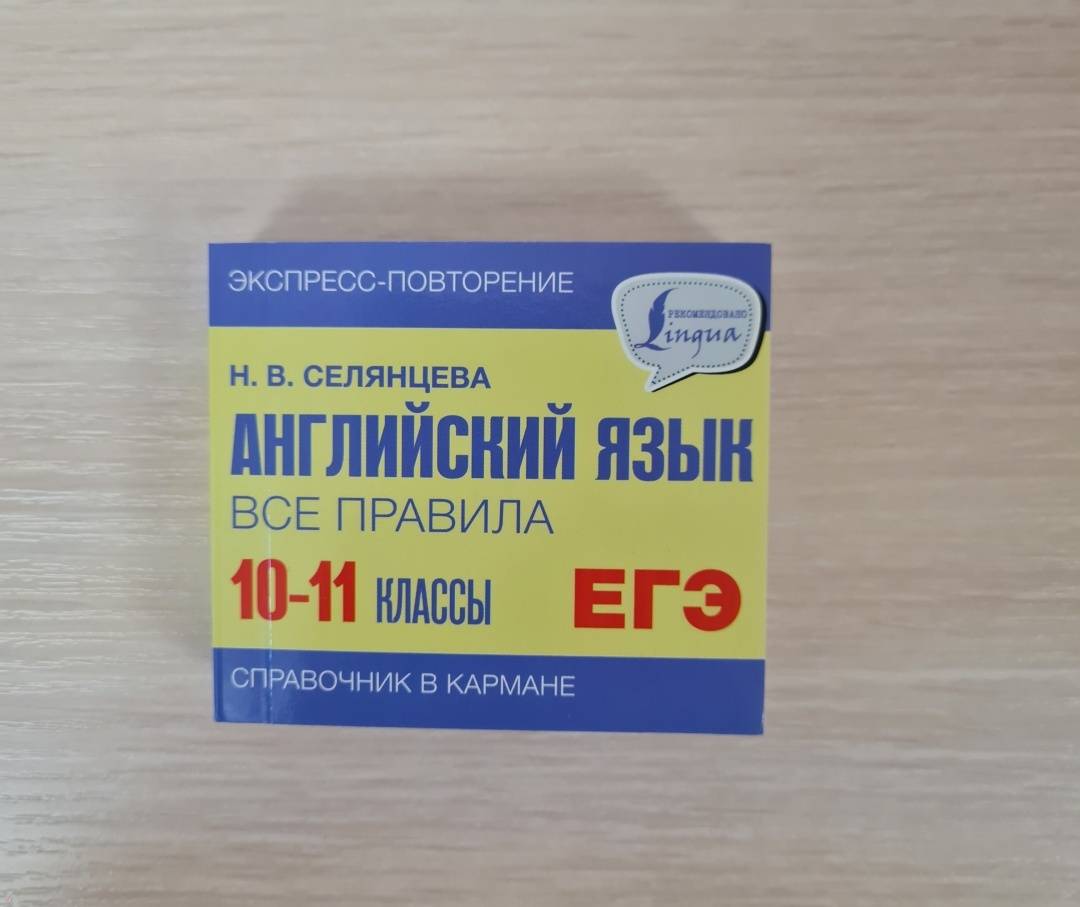 ЭКСПРЕСС-ПОВТОРЕНИЕ
РЕКОМЕНДОВАНО
Lingua
Н. В. СЕЛЯНЦЕВА
АНГЛИЙСКИЙ ЯЗЫК
ВСЕ ПРАВИЛА
10-11 КЛАССЫ ЕГЭ
СПРАВОЧНИК В КАРМАНЕ